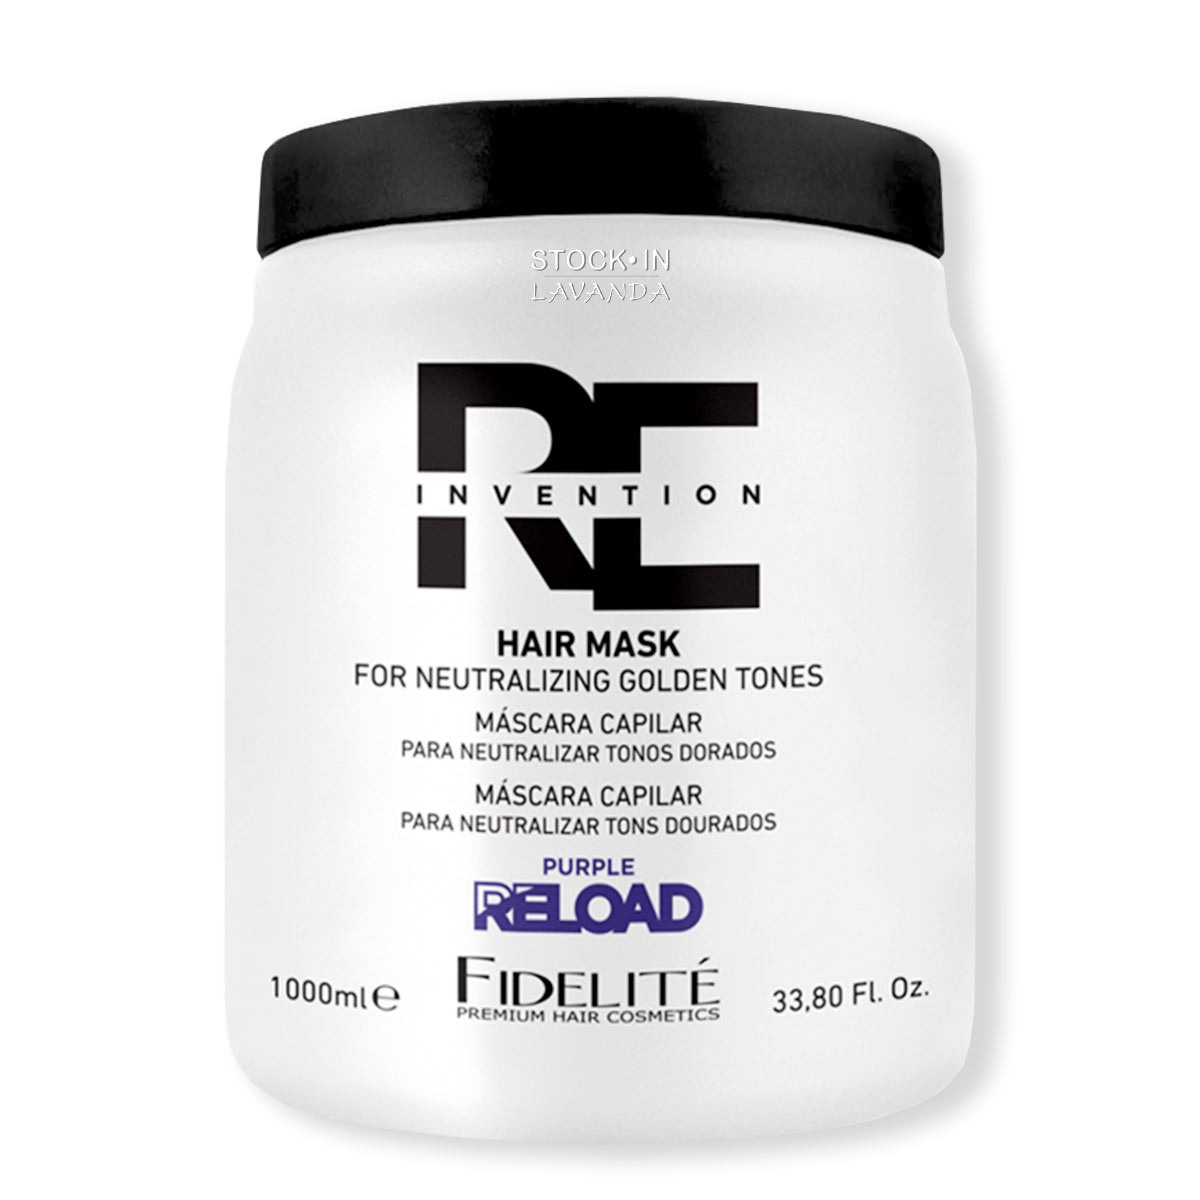 STOCK·IN
LAVANDA
RE
INVENTION
HAIR MASK
FOR NEUTRALIZING GOLDEN TONES
MÁSCARA CAPILAR
PARA NEUTRALIZAR TONOS DORADOS
MÁSCARA CAPILAR
PARA NEUTRALIZAR TONS DOURADOS
PURPLE
RELOAD
1000ml ℮
FIDELITÉ
PREMIUM HAIR COSMETICS
33,80 Fl. Oz.